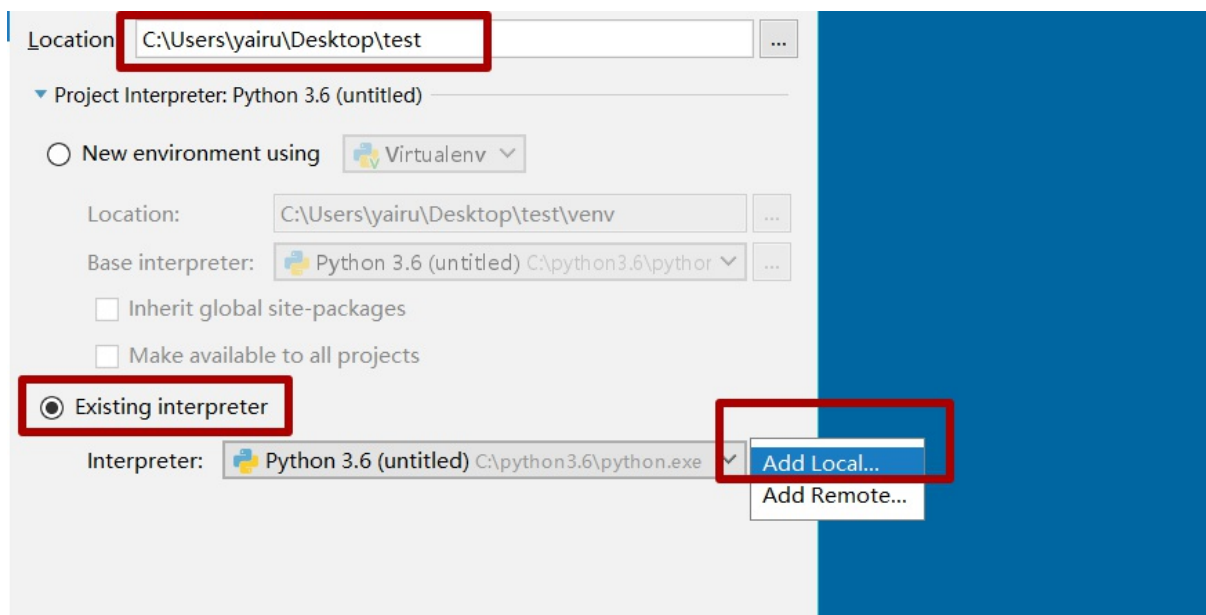 Location: C:\Users\yairu\Desktop\test ...
Project Interpreter: Python 3.6 (untitled)
New environment using Virtualenv
Location: C:\Users\yairu\Desktop\test\venv ...
Base interpreter: Python 3.6 (untitled) C:\python3.6\pythor ...
Inherit global site-packages
Make available to all projects
Existing interpreter
Interpreter: Python 3.6 (untitled) C:\python3.6\python.exe Add Local...
Add Remote...